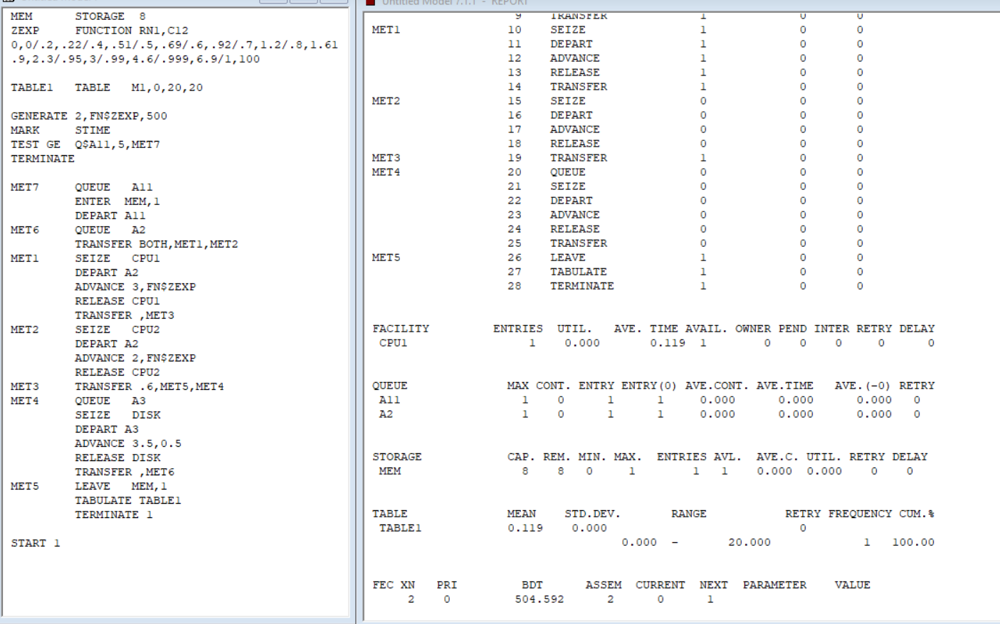 Untitled Model 7.1.1 - REPORT
MEM STORAGE 8
ZEXP FUNCTION RN1,C12
0,0/.2,.22/.4,.51/.5,.69/.6,.92/.7,1.2/.8,1.61
.9,2.3/.95,3/.99,4.6/.999,6.9/1,100
TABLE1 TABLE M1,0,20,20
GENERATE 2,FN$ZEXP,500
MARK STIME
TEST GE Q$A11,5,MET7
TERMINATE
MET7 QUEUE A11
ENTER MEM,1
DEPART A11
MET6 QUEUE A2
TRANSFER BOTH,MET1,MET2
MET1 SEIZE CPU1
DEPART A2
ADVANCE 3,FN$ZEXP
RELEASE CPU1
TRANSFER ,MET3
MET2 SEIZE CPU2
DEPART A2
ADVANCE 2,FN$ZEXP
RELEASE CPU2
MET3 TRANSFER .6,MET5,MET4
MET4 QUEUE A3
SEIZE DISK
DEPART A3
ADVANCE 3.5,0.5
RELEASE DISK
TRANSFER ,MET6
MET5 LEAVE MEM,1
TABULATE TABLE1
TERMINATE 1
START 1
9 TRANSFER 1 0 0
MET1 10 SEIZE 1 0 0
11 DEPART 1 0 0
12 ADVANCE 1 0 0
13 RELEASE 1 0 0
14 TRANSFER 1 0 0
MET2 15 SEIZE 0 0 0
16 DEPART 0 0 0
17 ADVANCE 0 0 0
18 RELEASE 0 0 0
MET3 19 TRANSFER 1 0 0
MET4 20 QUEUE 0 0 0
21 SEIZE 0 0 0
22 DEPART 0 0 0
23 ADVANCE 0 0 0
24 RELEASE 0 0 0
25 TRANSFER 0 0 0
MET5 26 LEAVE 1 0 0
27 TABULATE 1 0 0
28 TERMINATE 1 0 0
FACILITY ENTRIES UTIL. AVE. TIME AVAIL. OWNER PEND INTER RETRY DELAY
CPU1 1 0.000 0.119 1 0 0 0 0 0
QUEUE MAX CONT. ENTRY ENTRY(0) AVE.CONT. AVE.TIME AVE.(-0) RETRY
A11 1 0 1 1 0.000 0.000 0.000 0
A2 1 0 1 1 0.000 0.000 0.000 0
STORAGE CAP. REM. MIN. MAX. ENTRIES AVL. AVE.C. UTIL. RETRY DELAY
MEM 8 8 0 1 1 1 0.000 0.000 0 0
TABLE MEAN STD.DEV. RANGE RETRY FREQUENCY CUM.%
TABLE1 0.119 0.000 0
0.000 - 20.000 1 100.00
FEC XN PRI BDT ASSEM CURRENT NEXT PARAMETER VALUE
2 0 504.592 2 0 1